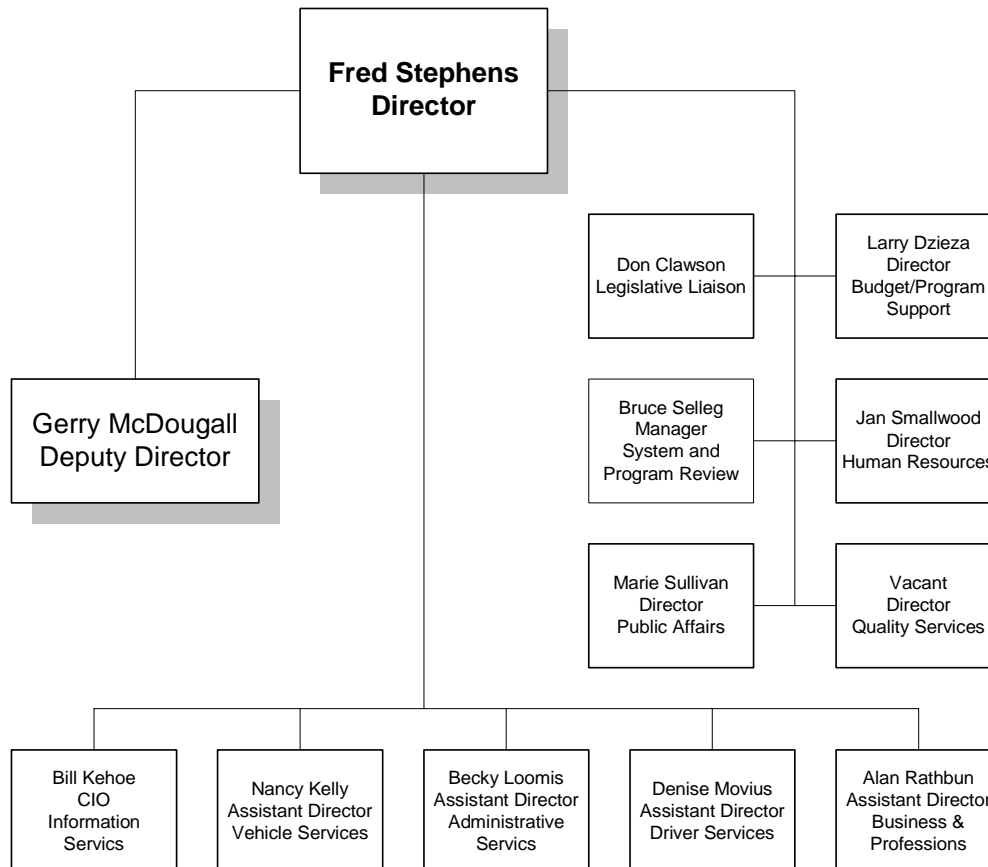 Fred Stephens
Director
Don Clawson
Legislative Liaison
Larry Dzieza
Director
Budget/Program
Support
Gerry McDougall
Deputy Director
Bruce Selleg
Manager
System and
Program Review
Jan Smallwood
Director
Human Resources
Marie Sullivan
Director
Public Affairs
Vacant
Director
Quality Services
Bill Kehoe
CIO
Information
Servics
Nancy Kelly
Assistant Director
Vehicle Services
Becky Loomis
Assistant Director
Administrative
Servics
Denise Movius
Assistant Director
Driver Services
Alan Rathbun
Assistant Director
Business &
Professions